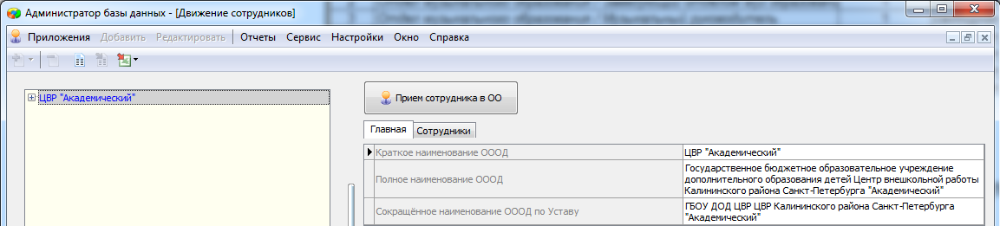 Администратор базы данных - [Движение сотрудников]
Приложения Добавить Редактировать Отчеты Сервис Настройки Окно Справка
ЦВР "Академический"
Прием сотрудника в ОО
Главная Сотрудники
Краткое наименование ОООД
ЦВР "Академический"
Полное наименование ОООД
Государственное бюджетное образовательное учреждение
дополнительного образования детей Центр внешкольной работы
Калининского района Санкт-Петербурга "Академический"
Сокращённое наименование ОООД по Уставу
ГБОУ ДОД ЦВР ЦВР Калининского района Санкт-Петербурга
"Академический"